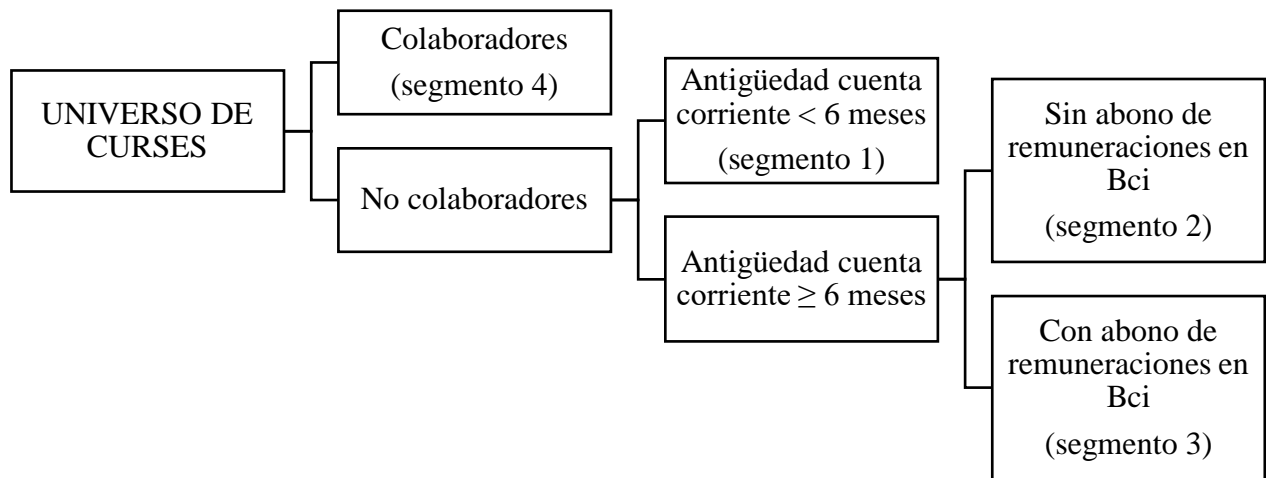 UNIVERSO DE
CURSES
Colaboradores
(segmento 4)
No colaboradores
Antigüedad cuenta
corriente < 6 meses
(segmento 1)
Antigüedad cuenta
corriente ≥ 6 meses
Sin abono de
remuneraciones en
Bci
(segmento 2)
Con abono de
remuneraciones en
Bci
(segmento 3)